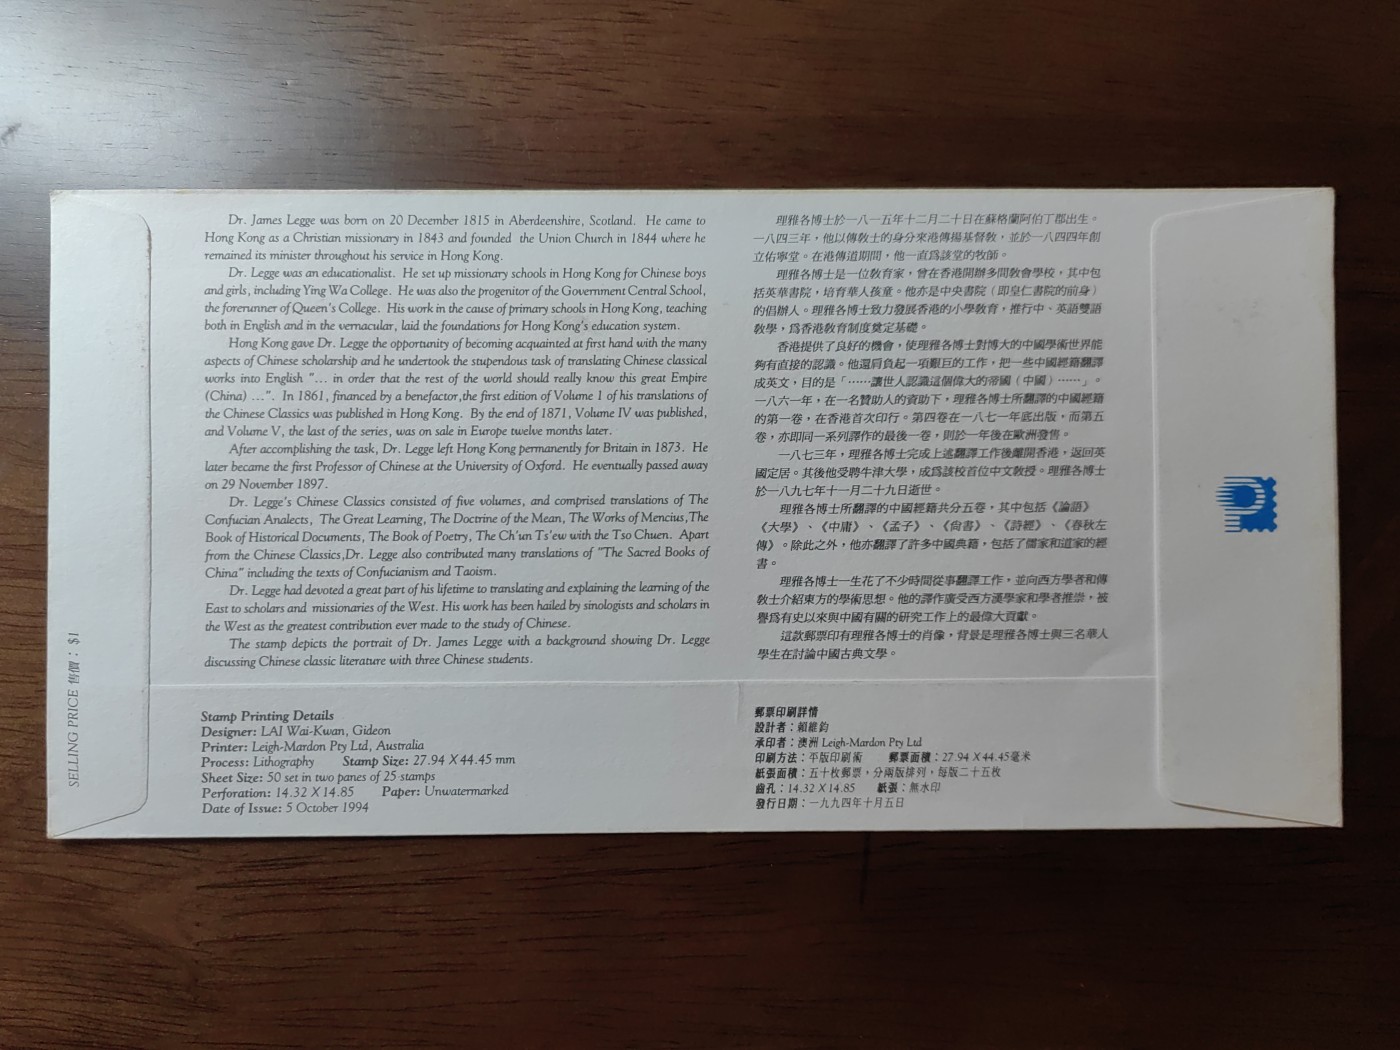 Dr. James Legge was born on 20 December 1815 in Aberdeenshire, Scotland. He came to
Hong Kong as a Christian missionary in 1843 and founded the Union Church in 1844 where he
remained its minister throughout his service in Hong Kong.
Dr. Legge was an educationalist. He set up missionary schools in Hong Kong for Chinese boys
and girls, including Ying Wa College. He was also the progenitor of the Government Central School,
the forerunner of Queen's College. His work in the cause of primary schools in Hong Kong, teaching
both in English and in the vernacular, laid the foundations for Hong Kong's education system.
Hong Kong gave Dr. Legge the opportunity of becoming acquainted at first hand with the many
aspects of Chinese scholarship and he undertook the stupendous task of translating Chinese classical
works into English "... in order that the rest of the world should really know this great Empire
(China) ...". In 1861, financed by a benefactor,the first edition of Volume 1 of his translations of
the Chinese Classics was published in Hong Kong. By the end of 1871, Volume IV was published,
and Volume V, the last of the series, was on sale in Europe twelve months later.
After accomplishing the task, Dr. Legge left Hong Kong permanently for Britain in 1873. He
later became the first Professor of Chinese at the University of Oxford. He eventually passed away
on 29 November 1897.
Dr. Legge's Chinese Classics consisted of five volumes, and comprised translations of The
Confucian Analects, The Great Learning, The Doctrine of the Mean, The Works of Mencius,The
Book of Historical Documents, The Book of Poetry, The Ch'un Ts'ew with the Tso Chuen. Apart
from the Chinese Classics,Dr. Legge also contributed many translations of "The Sacred Books of
China" including the texts of Confucianism and Taoism.
Dr. Legge had devoted a great part of his lifetime to translating and explaining the learning of the
East to scholars and missionaries of the West. His work has been hailed by sinologists and scholars in
the West as the greatest contribution ever made to the study of Chinese.
The stamp depicts the portrait of Dr. James Legge with a background showing Dr. Legge
discussing Chinese classic literature with three Chinese students.
理雅各博士於一八一五年十二月二十日在蘇格蘭阿伯丁郡出生。
一八四三年，他以傳敎士的身分來港傳揚基督敎，並於一八四四年創
立佑寧堂。在港傳道期間，他一直爲該堂的牧師。
理雅各博士是一位敎育家，曾在香港開辦多間敎會學校，其中包
括英華書院，培育華人孩童。他亦是中央書院（即皇仁書院的前身）
的倡辦人。理雅各博士致力發展香港的小學敎育，推行中、英語雙語
敎學，爲香港敎育制度奠定基礎。
香港提供了良好的機會，使理雅各博士對博大的中國學術世界能
夠有直接的認識。他還肩負起一項艱巨的工作，把一些中國經籍翻譯
成英文，目的是「⋯⋯讓世人認識這個偉大的帝國（中國）⋯⋯」。
一八六一年，在一名贊助人的資助下，理雅各博士所翻譯的中國經籍
的第一卷，在香港首次印行。第四卷在一八七一年底出版，而第五
卷，亦即同一系列譯作的最後一卷，則於一年後在歐洲發售。
一八七三年，理雅各博士完成上述翻譯工作後離開香港，返回英
國定居。其後他受聘牛津大學，成爲該校首位中文敎授。理雅各博士
於一八九七年十一月二十九日逝世。
理雅各博士所翻譯的中國經籍共分五卷，其中包括《論語》
《大學》、《中庸》、《孟子》、《尙書》、《詩經》、《春秋左
傳》。除此之外，他亦翻譯了許多中國典籍，包括了儒家和道家的經
書。
理雅各博士一生花了不少時間從事翻譯工作，並向西方學者和傳
敎士介紹東方的學術思想。他的譯作廣受西方漢學家和學者推崇，被
譽爲有史以來與中國有關的研究工作上的最偉大貢獻。
這款郵票印有理雅各博士的肖像，背景是理雅各博士與三名華人
學生在討論中國古典文學。
SELLING PRICE 售價：$1
Stamp Printing Details
Designer: LAI Wai-Kwan, Gideon
Printer: Leigh-Mardon Pty Ltd, Australia
Process: Lithography Stamp Size: 27.94 X 44.45 mm
Sheet Size: 50 set in two panes of 25 stamps
Perforation: 14.32 X 14.85 Paper: Unwatermarked
Date of Issue: 5 October 1994
郵票印刷詳情
設計者：賴維鈞
承印者：澳洲 Leigh-Mardon Pty Ltd
印刷方法：平版印刷術 郵票面積：27.94 X 44.45毫米
紙張面積：五十枚郵票，分兩版排列，每版二十五枚
齒孔：14.32 X 14.85 紙張：無水印
發行日期：一九九四年十月五日